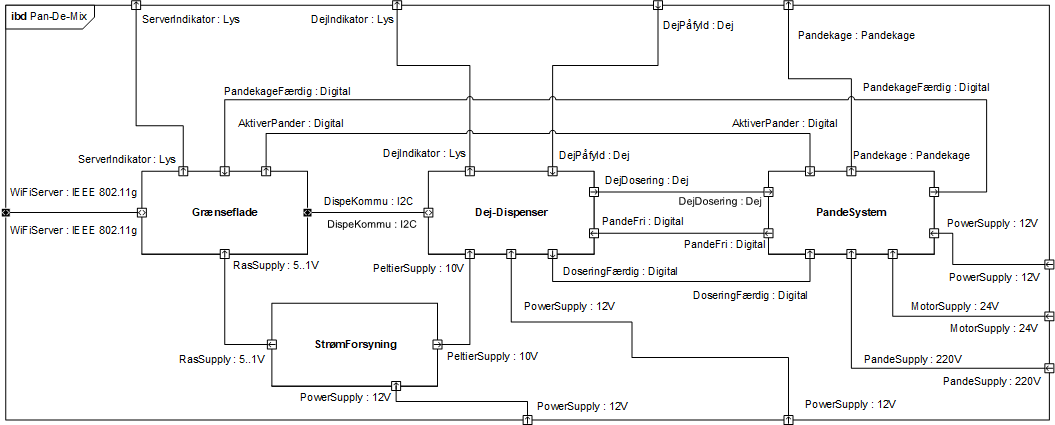 ibd Pan-De-Mix
ServerIndikator : Lys
DejIndikator : Lys
DejPåfyld : Dej
Pandekage : Pandekage
PandekageFærdig : Digital
PandekageFærdig : Digital
AktiverPander : Digital
AktiverPander : Digital
ServerIndikator : Lys
DejIndikator : Lys
DejPåfyld : Dej
Pandekage : Pandekage
WiFiServer : IEEE 802.11g
WiFiServer : IEEE 802.11g
Grænseflade
DispeKommu : I2C
DispeKommu : I2C
Dej-Dispenser
DejDosering : Dej
DejDosering : Dej
PandeFri : Digital
PandeFri : Digital
PandeSystem
PowerSupply : 12V
PowerSupply : 12V
RasSupply : 5..1V
PeltierSupply : 10V
DoseringFærdig : Digital
DoseringFærdig : Digital
PowerSupply : 12V
MotorSupply : 24V
MotorSupply : 24V
StrømForsyning
RasSupply : 5..1V
PeltierSupply : 10V
PandeSupply : 220V
PandeSupply : 220V
PowerSupply : 12V
PowerSupply : 12V
PowerSupply : 12V